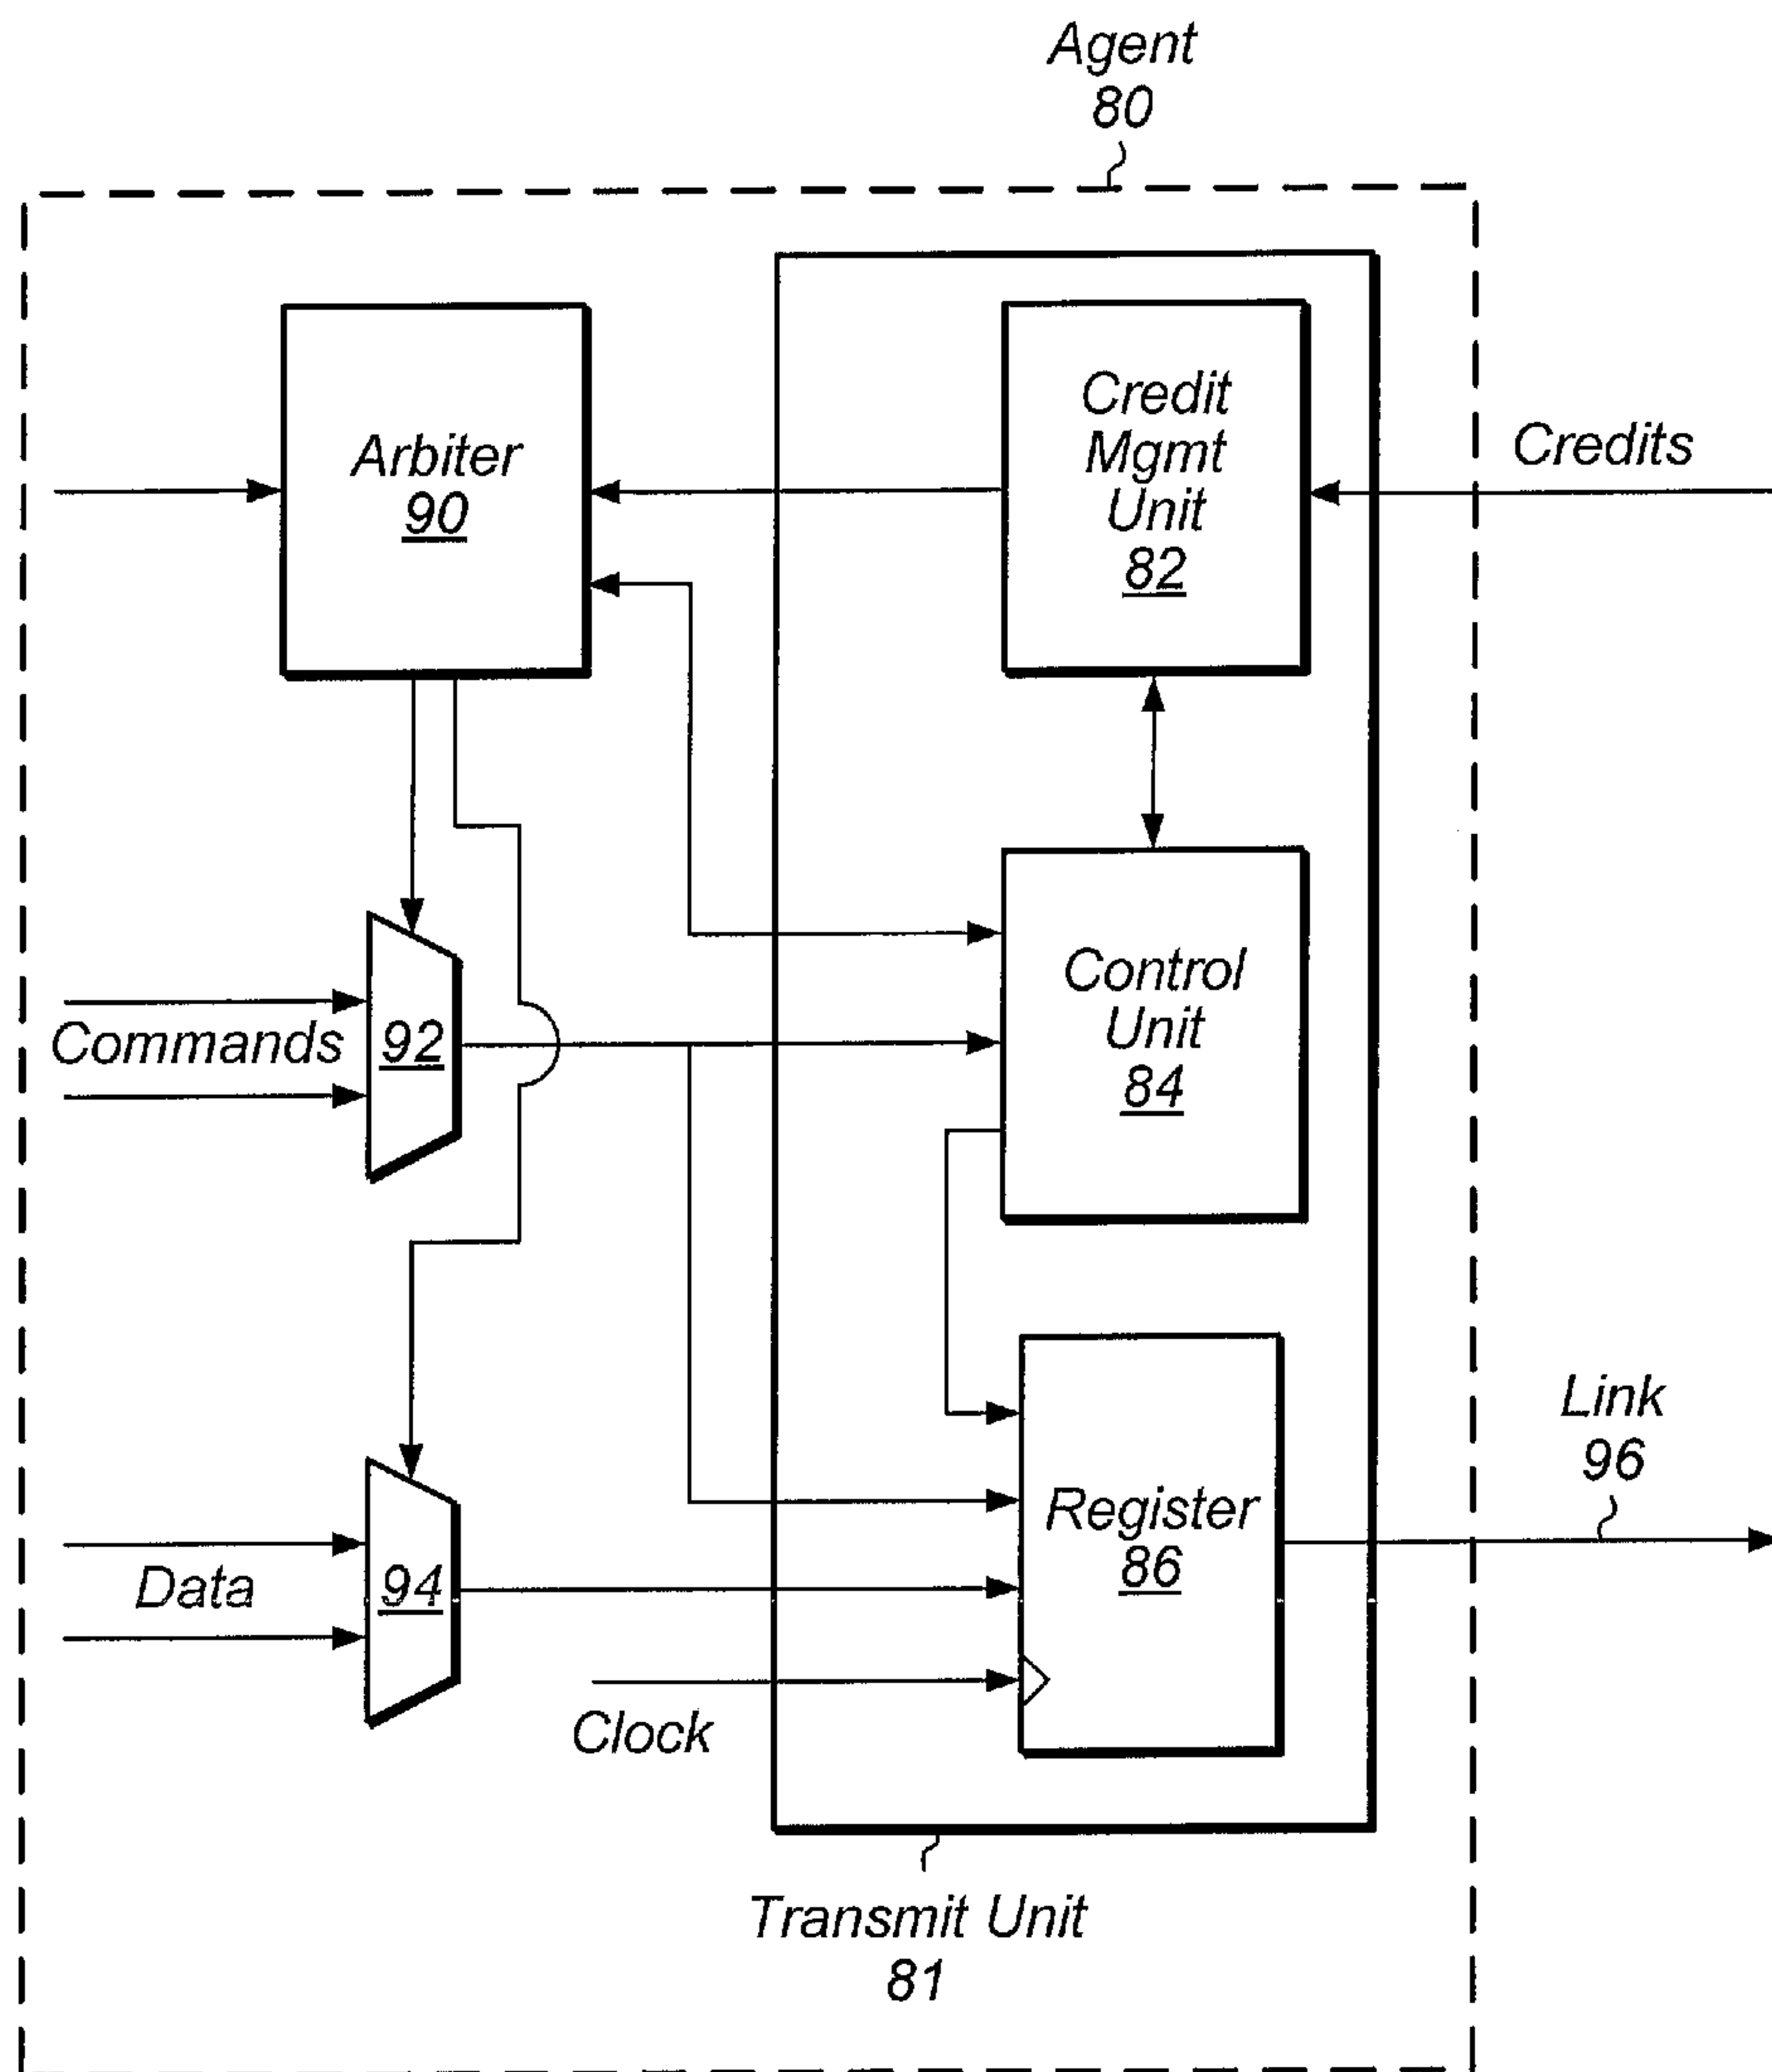 Agent
80
Arbiter
90
Credit
Mgmt
Unit
82
Credits
Commands
92
Control
Unit
84
Data
94
Register
86
Link
96
Clock
Transmit Unit
81